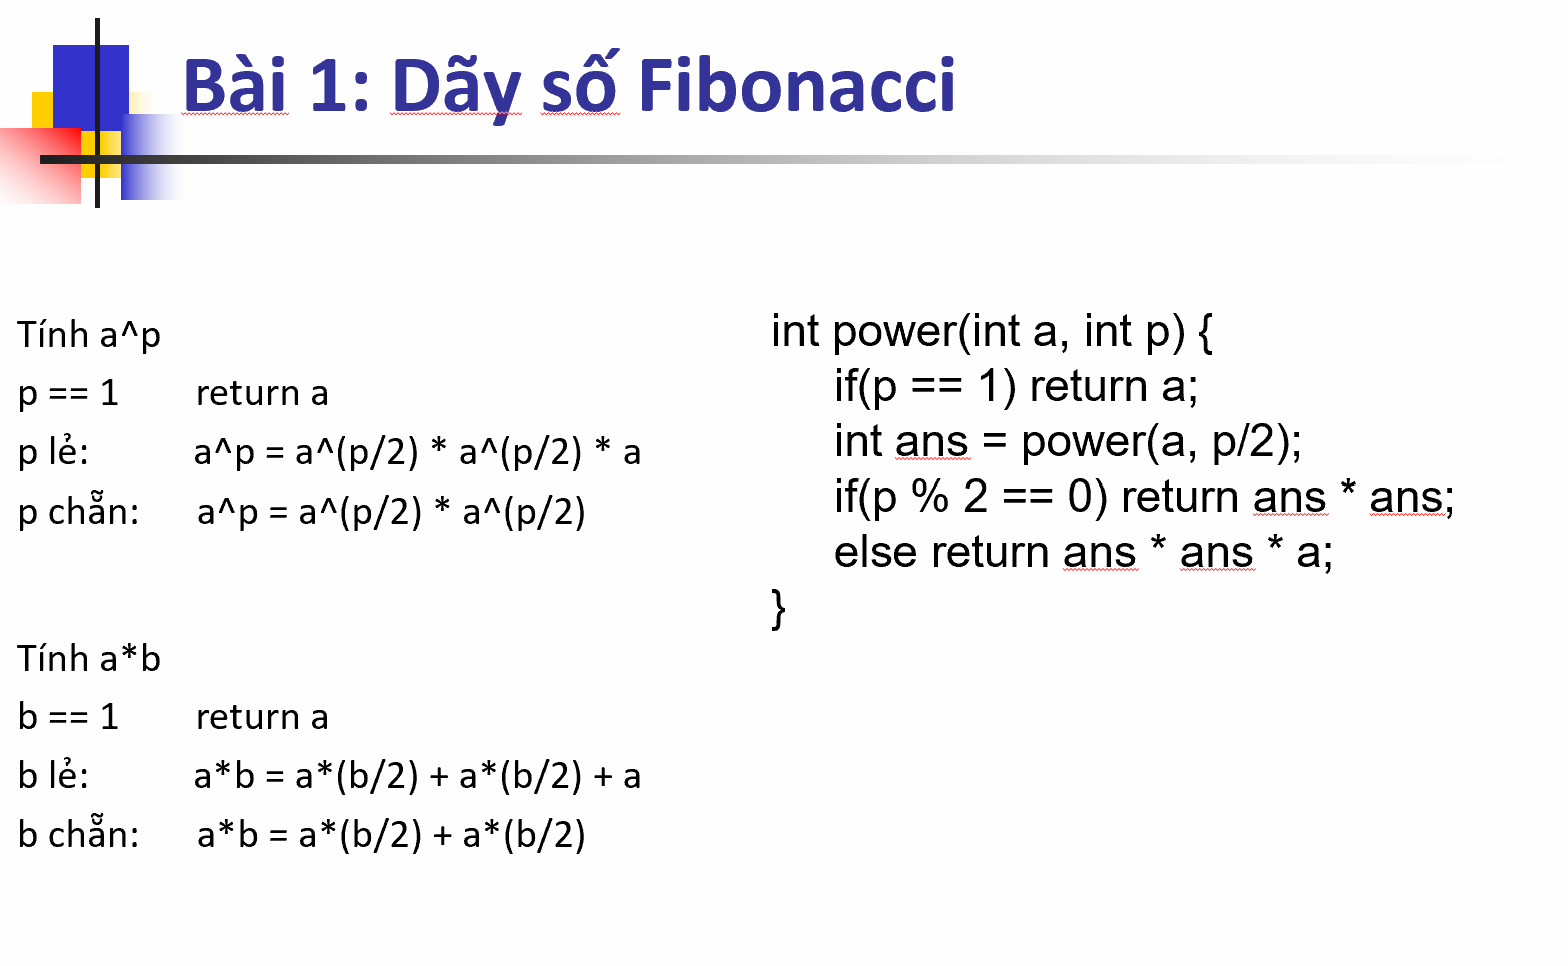 Bài 1: Dãy số Fibonacci
Tính a^p
p == 1 return a
p lẻ: a^p = a^(p/2) * a^(p/2) * a
p chẵn: a^p = a^(p/2) * a^(p/2)
Tính a*b
b == 1 return a
b lẻ: a*b = a*(b/2) + a*(b/2) + a
b chẵn: a*b = a*(b/2) + a*(b/2)
int power(int a, int p) {
if(p == 1) return a;
int ans = power(a, p/2);
if(p % 2 == 0) return ans * ans;
else return ans * ans * a;
}